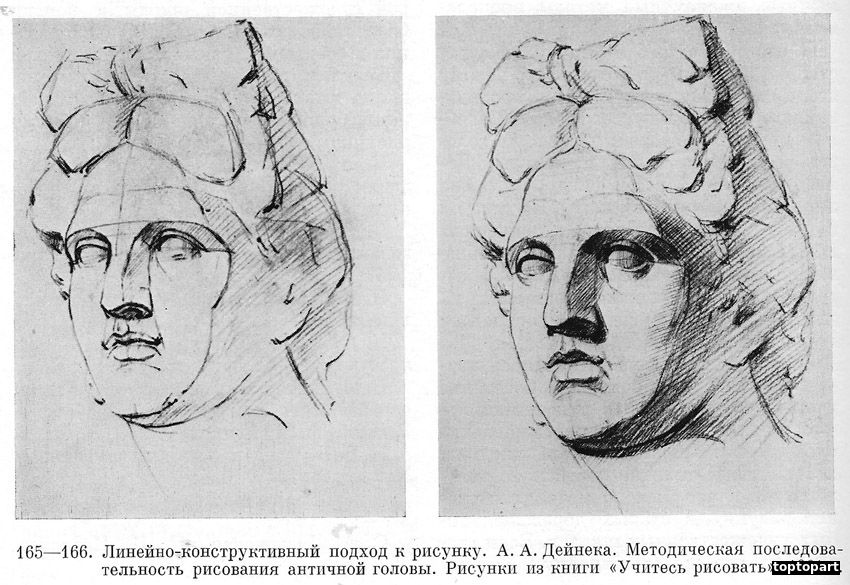 165—166. Линейно-конструктивный подход к рисунку. А. А. Дейнека. Методическая последова-
тельность рисования античной головы. Рисунки из книги «Учитесь рисовать»
toptopart